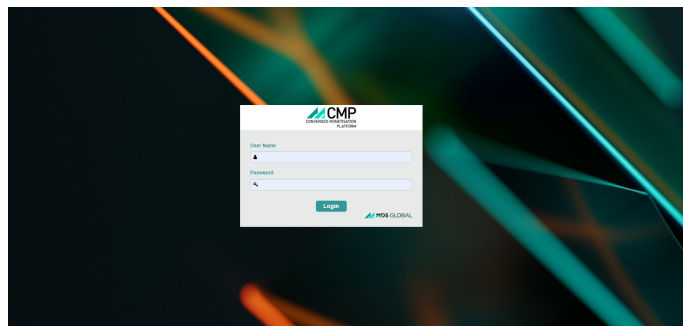 CMP
CONVERGED MONETISATION
PLATFORM
User Name
Password
Login
MDS GLOBAL